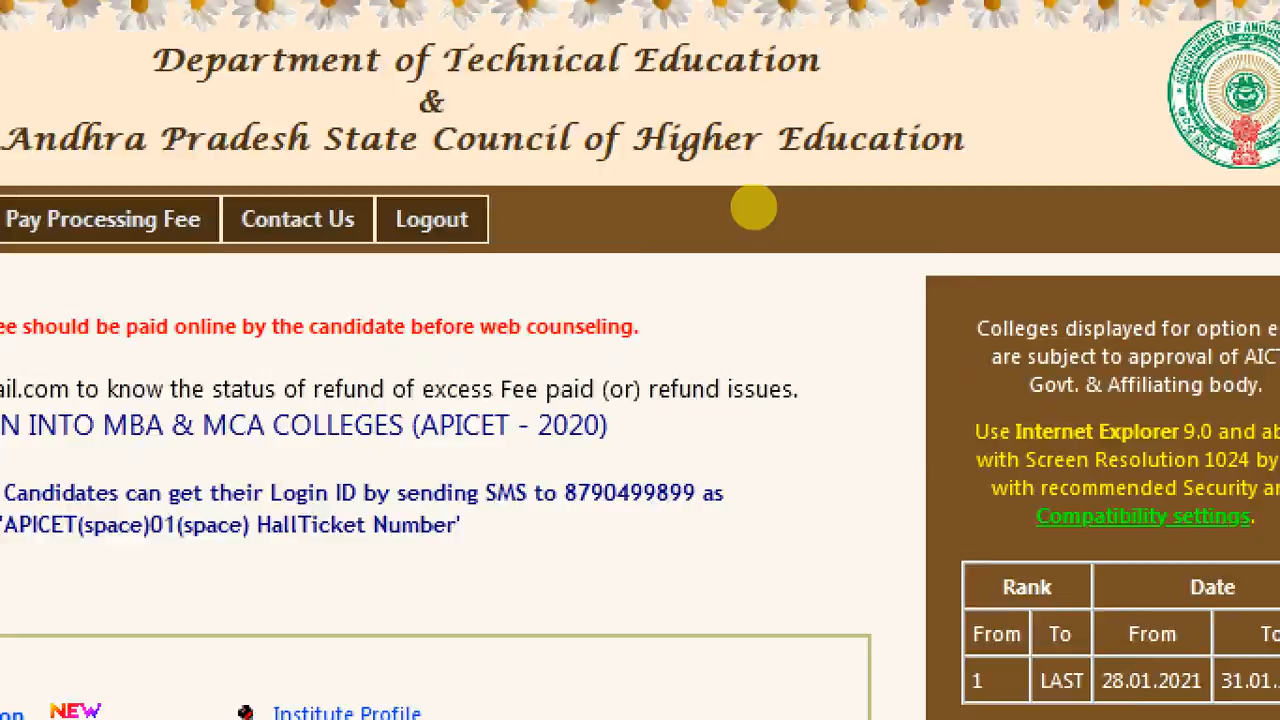 Department of Technical Education
&
Andhra Pradesh State Council of Higher Education
Pay Processing Fee
Contact Us
Logout
should be paid online by the candidate before web counseling.
ail.com to know the status of refund of excess Fee paid (or) refund issues.
N INTO MBA & MCA COLLEGES (APICET - 2020)
Candidates can get their Login ID by sending SMS to 8790499899 as
'APICET(space)01(space) HallTicket Number'
Colleges displayed for option
are subject to approval of AICT
Govt. & Affiliating body.
Use Internet Explorer 9.0 and ab
with Screen Resolution 1024 by
with recommended Security
Compatibility settings.
Rank
Date
From
To
From
To
1
LAST
28.01.2021
31.01.
NEW
Institute Profile